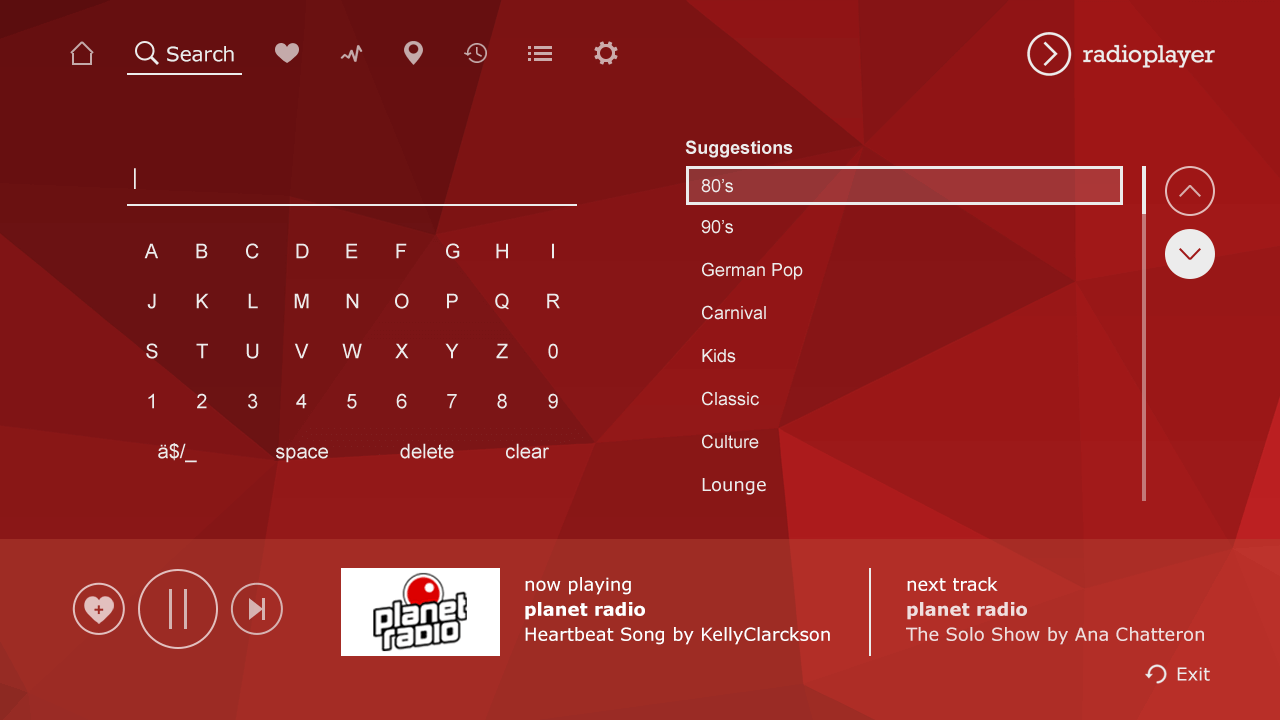 Search
radioplayer
Suggestions
80's
90's
German Pop
Carnival
Kids
Classic
Culture
Lounge
A B C D E F G H I
J K L M N O P Q R
S T U V W X Y Z 0
1 2 3 4 5 6 7 8 9
ä$/_ space delete clear
planet
radio
now playing
planet radio
Heartbeat Song by KellyClarckson
next track
planet radio
The Solo Show by Ana Chatteron
Exit